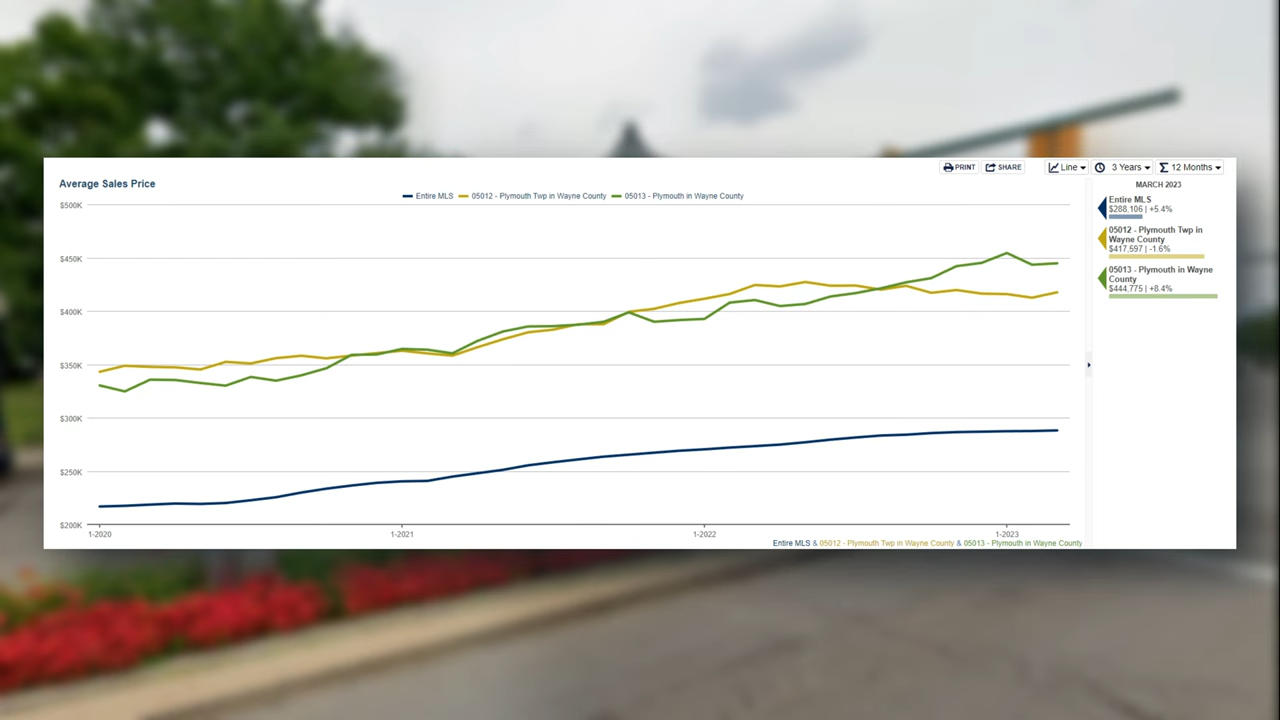 PRINT SHARE Line 3 Years 12 Months
Average Sales Price
MARCH 2023
Entire MLS 05012 - Plymouth Twp in Wayne County 05013 - Plymouth in Wayne County
$500K
$450K
$400K
$350K
$300K
$250K
$200K
1-2020 1-2021 1-2022 1-2023
Entire MLS & 05012 - Plymouth Twp in Wayne County & 05013 - Plymouth in Wayne County
Entire MLS
$288,106 | +5.4%
05012 - Plymouth Twp in
Wayne County
$417,597 | -1.6%
05013 - Plymouth in Wayne
County
$444,775 | +8.4%